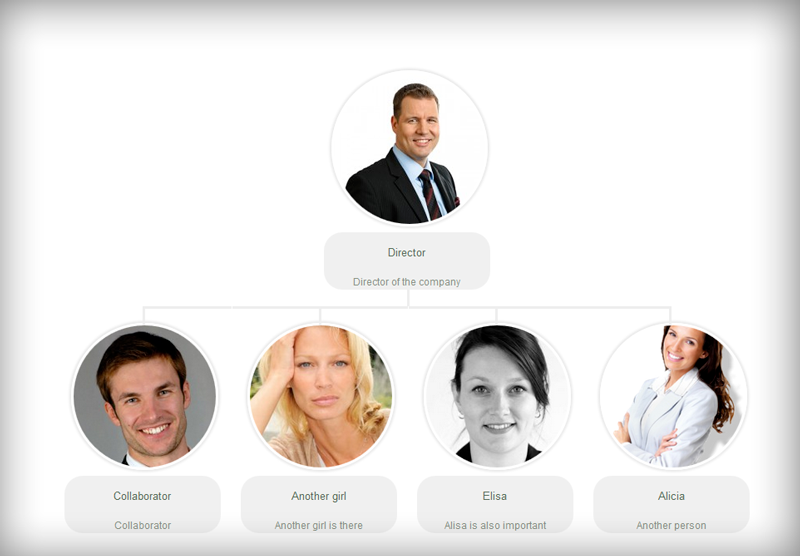 Director
Director of the company
Collaborator
Collaborator
Another girl
Another girl is there
Elisa
Alisa is also important
Alicia
Another person